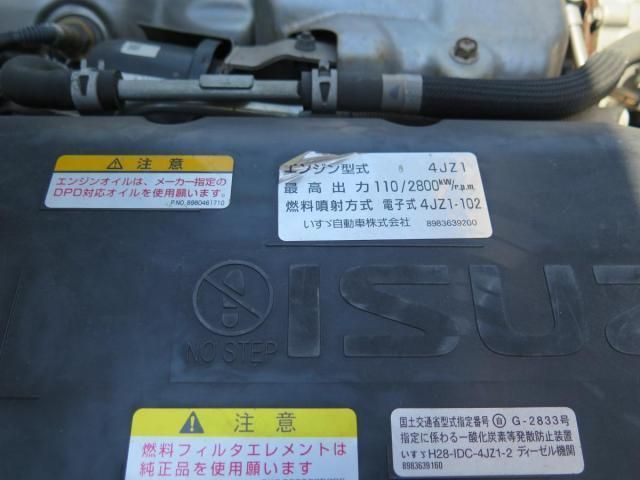 ⚠ 注意
エンジンオイルは、メーカー指定の
DPD対応オイルを使用願います。
P.NO.8980461710
エンジン型式 4JZ1
最高出力 110/2800kW/r.p.m.
燃料噴射方式 電子式 4JZ1-102
いすゞ自動車株式会社 8983639200
NO STEP
ISUZ
⚠ 注意
燃料フィルタエレメントは
純正品を使用願います
国土交通省型式指定番号 自 G-2833号
指定に係わる一酸化炭素等発散防止装置
いすゞH28-IDC-4JZ1-2 ディーゼル機関
8983639160